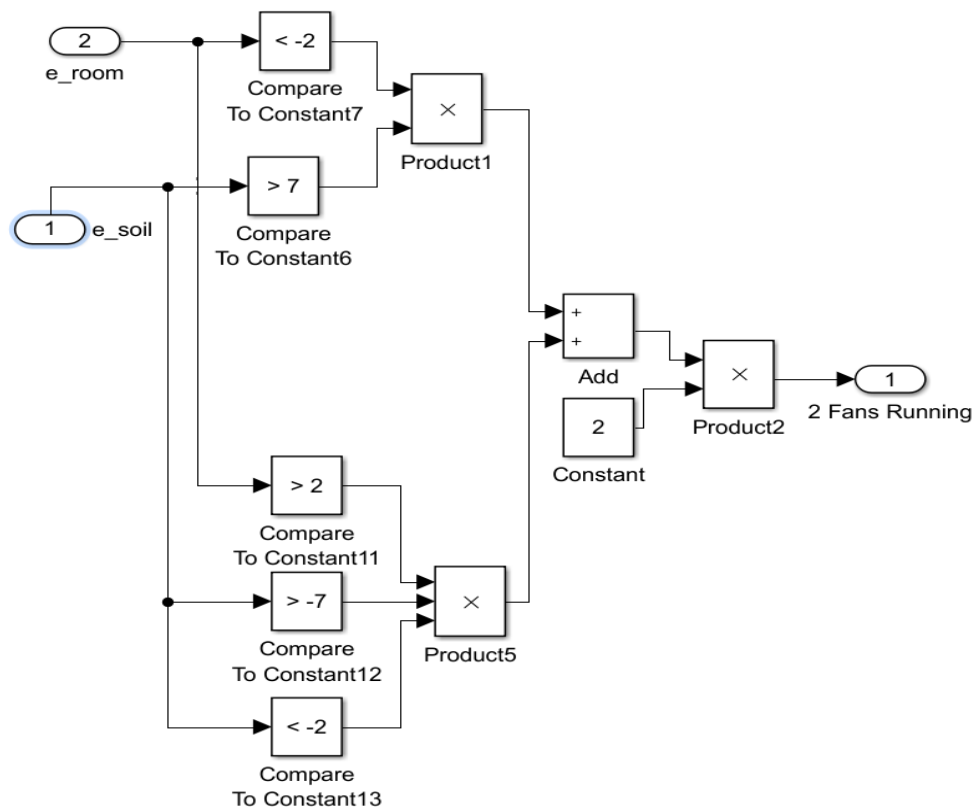 2
e_room
< -2
Compare
To Constant7
×
Product1
1
e_soil
> 7
Compare
To Constant6
+
+
Add
2
Constant
×
Product2
1
2 Fans Running
> 2
Compare
To Constant11
> -7
Compare
To Constant12
×
Product5
< -2
Compare
To Constant13